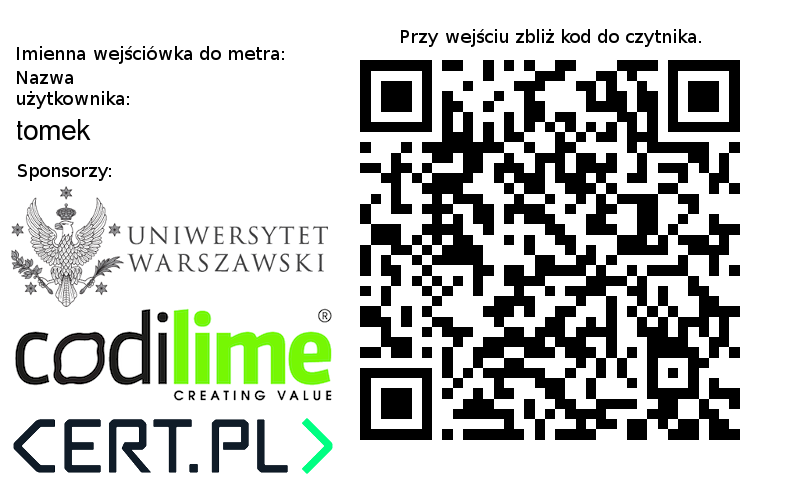 Imienna wejściówka do metra:
Nazwa
użytkownika:
tomek
Sponsorzy:
UNIWERSYTET
WARSZAWSKI
codilime®
CREATING VALUE
CERT.PL
Przy wejściu zbliż kod do czytnika.